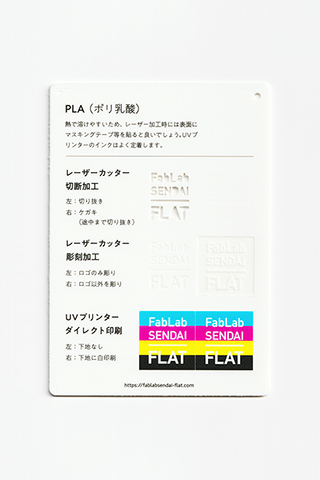 PLA（ポリ乳酸）
熱で溶けやすいため、レーザー加工時には表面に
マスキングテープ等を貼ると良いでしょう。UVプ
リンターのインクはよく定着します。
レーザーカッター
切断加工
左：切り抜き
右：ケガキ
（途中まで切り抜き）
FabLab
SENDAI
FLAT
レーザーカッター
彫刻加工
左：ロゴのみ彫り
右：ロゴ以外を彫り
FabLab
SENDAI
FLAT
UVプリンター
ダイレクト印刷
左：下地なし
右：下地に白印刷
FabLab
SENDAI
FLAT
FabLab
SENDAI
FLAT
https://fablabsendai-flat.com